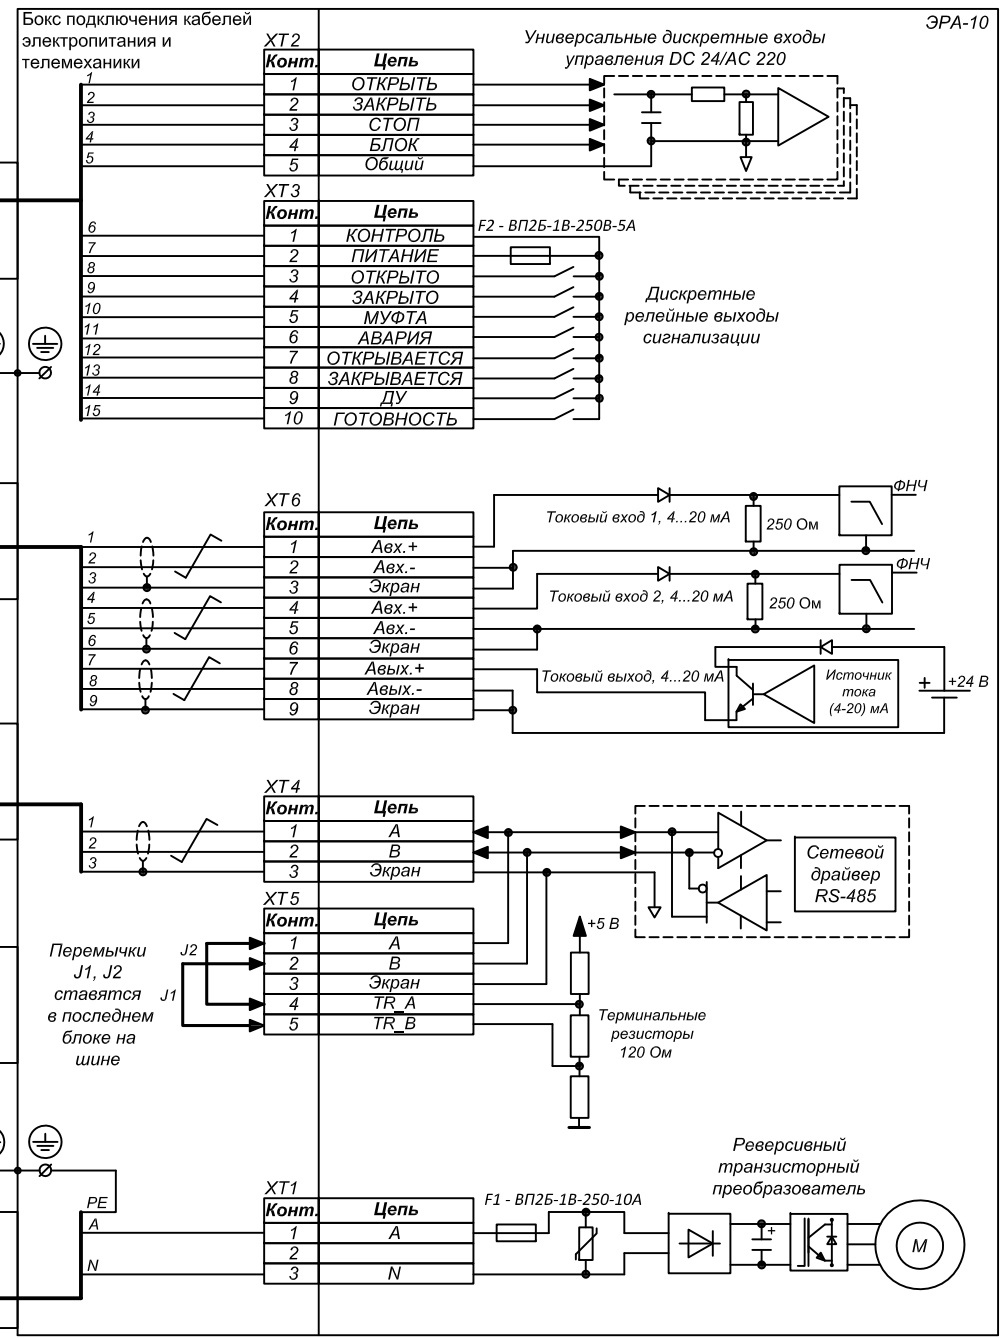 Бокс подключения кабелей
электропитания и
телемеханики
ЭРА-10
Универсальные дискретные входы
управления DC 24/AC 220
XT2
Конт. Цепь
1 1 ОТКРЫТЬ
2 2 ЗАКРЫТЬ
3 3 СТОП
4 4 БЛОК
5 5 Общий
XT3
Конт. Цепь
F2 - ВП2Б-1В-250В-5А
6 1 КОНТРОЛЬ
7 2 ПИТАНИЕ
8 3 ОТКРЫТО
9 4 ЗАКРЫТО
10 5 МУФТА
11 6 АВАРИЯ
12 7 ОТКРЫВАЕТСЯ
13 8 ЗАКРЫВАЕТСЯ
14 9 ДУ
15 10 ГОТОВНОСТЬ
Дискретные
релейные выходы
сигнализации
XT6
Конт. Цепь
1 1 Авх.+
2 2 Авх.-
3 3 Экран
4 4 Авх.+
5 5 Авх.-
6 6 Экран
7 7 Авых.+
8 8 Авых.-
9 9 Экран
ФНЧ
Токовый вход 1, 4...20 мА
250 Ом
ФНЧ
Токовый вход 2, 4...20 мА
250 Ом
Токовый выход, 4...20 мА
Источник
тока
(4-20) мА
+
+24 В
XT4
Конт. Цепь
1 1 A
2 2 B
3 3 Экран
Сетевой
драйвер
RS-485
XT5
Конт. Цепь
1 A
2 B
3 Экран
4 TR_A
5 TR_B
J2
J1
Перемычки
J1, J2
ставятся
в последнем
блоке на
шине
+5 В
Терминальные
резисторы
120 Ом
Реверсивный
транзисторный
преобразователь
XT1
Конт. Цепь
F1 - ВП2Б-1В-250-10А
PE
A 1 A
2
N 3 N
+
M